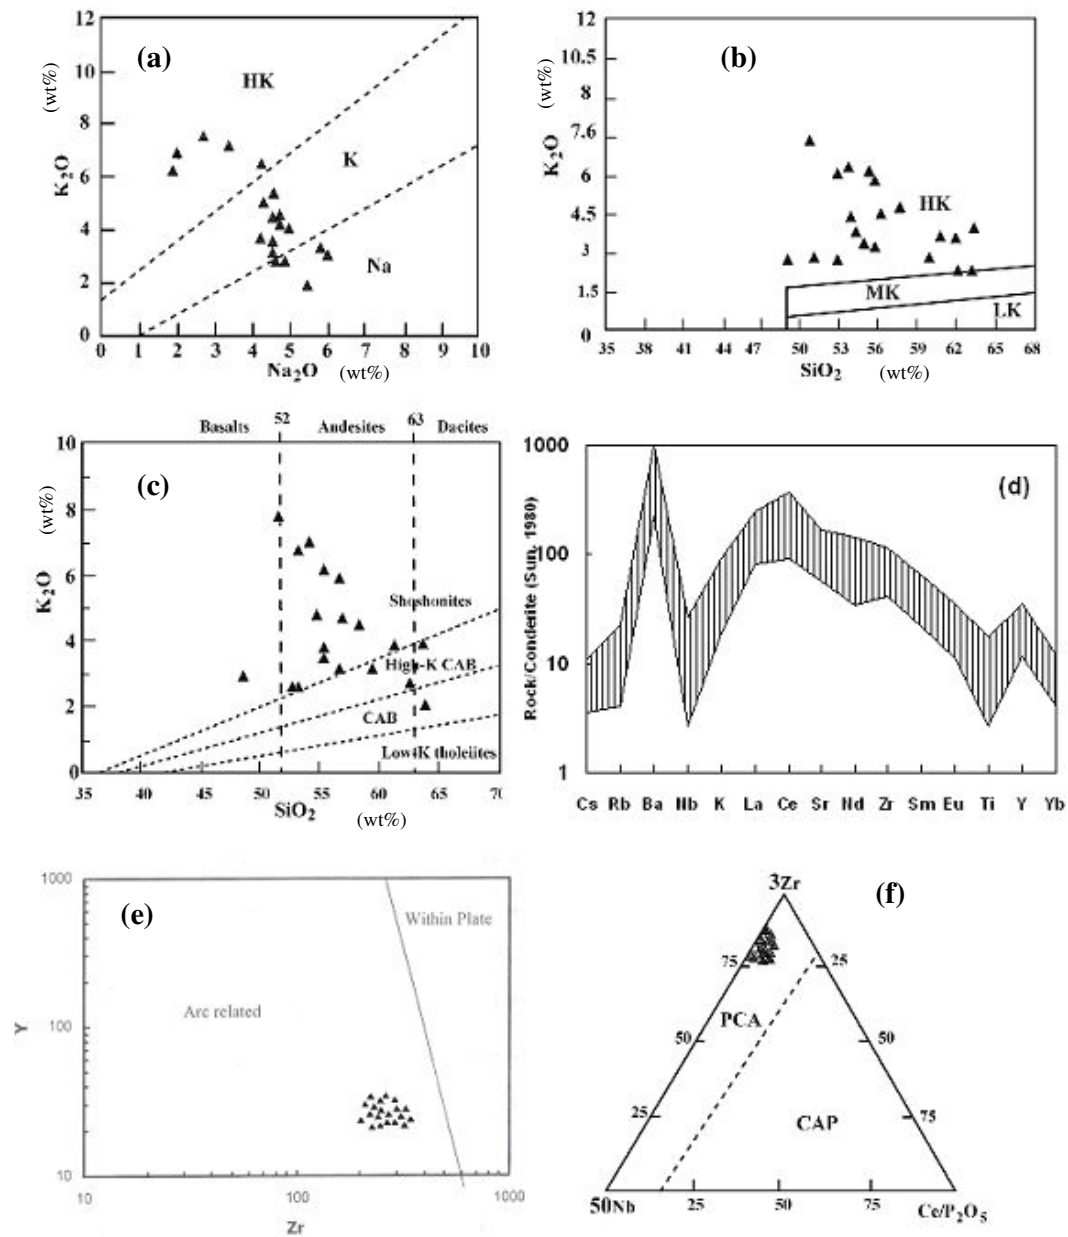 (a)
HK
K
Na
K₂O (wt%)
12
10
8
6
4
2
0
0 1 2 3 4 5 6 7 8 9 10
Na₂O (wt%)
(b)
HK
MK
LK
K₂O (wt%)
12
10.5
8
7.6
6
4.5
3
1.5
0
35 38 41 44 47 50 53 56 59 62 65 68
SiO₂ (wt%)
Basalts 52 Andesites 63 Dacites
(c)
Shoshonites
High-K CAB
CAB
Low-K tholeiites
K₂O (wt%)
10
8
6
4
2
0
35 40 50 55 60 65 70
SiO₂ (wt%)
(d)
Rock/Conderite (Sun, 1980)
1000
100
10
1
Cs Rb Ba Nb K La Ce Sr Nd Zr Sm Eu Ti Y Yb
(e)
Within Plate
Arc related
Y
1000
100
10
10 100 1000
Zr
(f)
3Zr
75 25
PCA
50 50
25 75
CAP
50Nb 25 50 75 Ce/P₂O₅